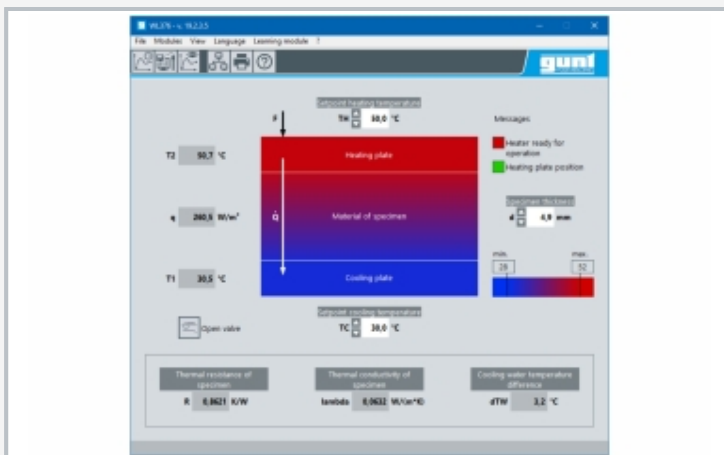 WL376 - v. 19.2.3.5
File Modules View Language Learning module ?
gunt
Setpoint heating temperature
F
TH 50,0 °C
Messages
T2 50,7 °C
Heating plate
Heater ready for
operation
Heating plate position
Specimen thickness
q 260,5 W/m²
Q̇
Material of specimen
d 4,9 mm
min. max.
28 52
T1 30,5 °C
Cooling plate
Setpoint cooling temperature
Open valve
TC 30,0 °C
Thermal resistance of
specimen
Thermal conductivity of
specimen
Cooling water temperature
difference
R 0,0621 K/W
lambda 0,0632 W/(m*K)
dTW 3,2 °C